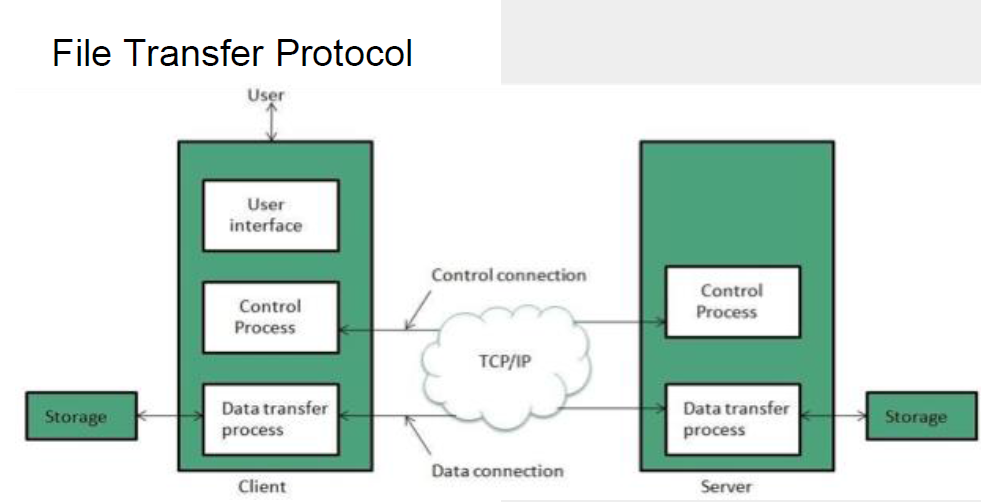 File Transfer Protocol
User
User
interface
Control connection
Control
Process
Control
Process
TCP/IP
Storage
Data transfer
process
Data transfer
process
Storage
Data connection
Client
Server